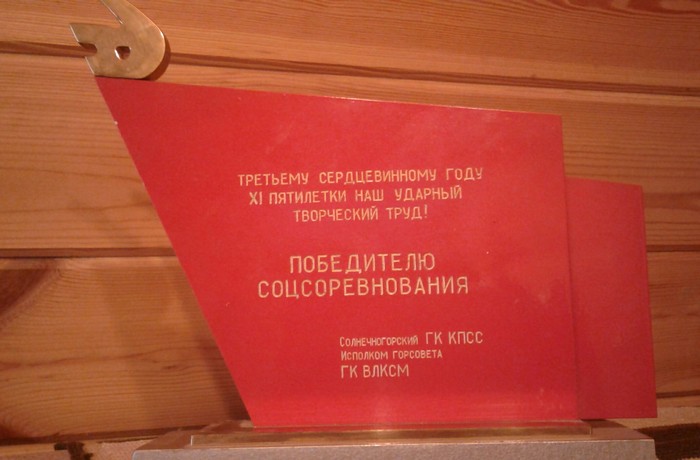 ТРЕТЬЕМУ СЕРДЦЕВИННОМУ ГОДУ
XI ПЯТИЛЕТКИ НАШ УДАРНЫЙ
ТВОРЧЕСКИЙ ТРУД!
ПОБЕДИТЕЛЮ
СОЦСОРЕВНОВАНИЯ
СОЛНЕЧНОГОРСКИЙ ГК КПСС
ИСПОЛКОМ ГОРСОВЕТА
ГК ВЛКСМ